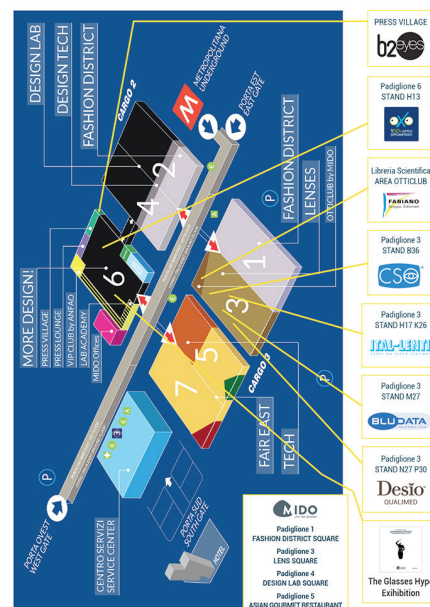 DESIGN LAB
DESIGN TECH
FASHION DISTRICT
CARGO 2
METROPOLITANA
UNDERGROUND
M
PORTA EST
EAST GATE
2
4
6
MORE DESIGN!
PRESS VILLAGE
PRESS LOUNGE
VIP CLUB by ANFAO
LAB ACADEMY
MIDO Offices
FASHION DISTRICT
LENSES
OTTICLUB by MIDO
P
1
3
5
7
CARGO 3
P
FAiR EAST
TECH
P
PORTA OVEST
WEST GATE
CENTRO SERVIZI
SERVICE CENTER
PORTA SUD
SOUTH GATE
HOTEL
MIDO
Padiglione 1
FASHION DISTRICT SQUARE
Padiglione 3
LENS SQUARE
Padiglione 4
DESIGN LAB SQUARE
Padiglione 5
ASIAN GOURMET RESTAURANT
PRESS VILLAGE
b2eyes
Padiglione 6
STAND H13
Libreria Scientifica
AREA OTTICLUB
FABIANO
Gruppo Editoriale
Padiglione 3
STAND B36
CSO
Padiglione 3
STAND H17 K26
ITAL-LENTI
Padiglione 3
STAND M27
BLUDATA
Padiglione 3
STAND N27 P30
Desio
QUALIMED
The Glasses Hype
Exihibition